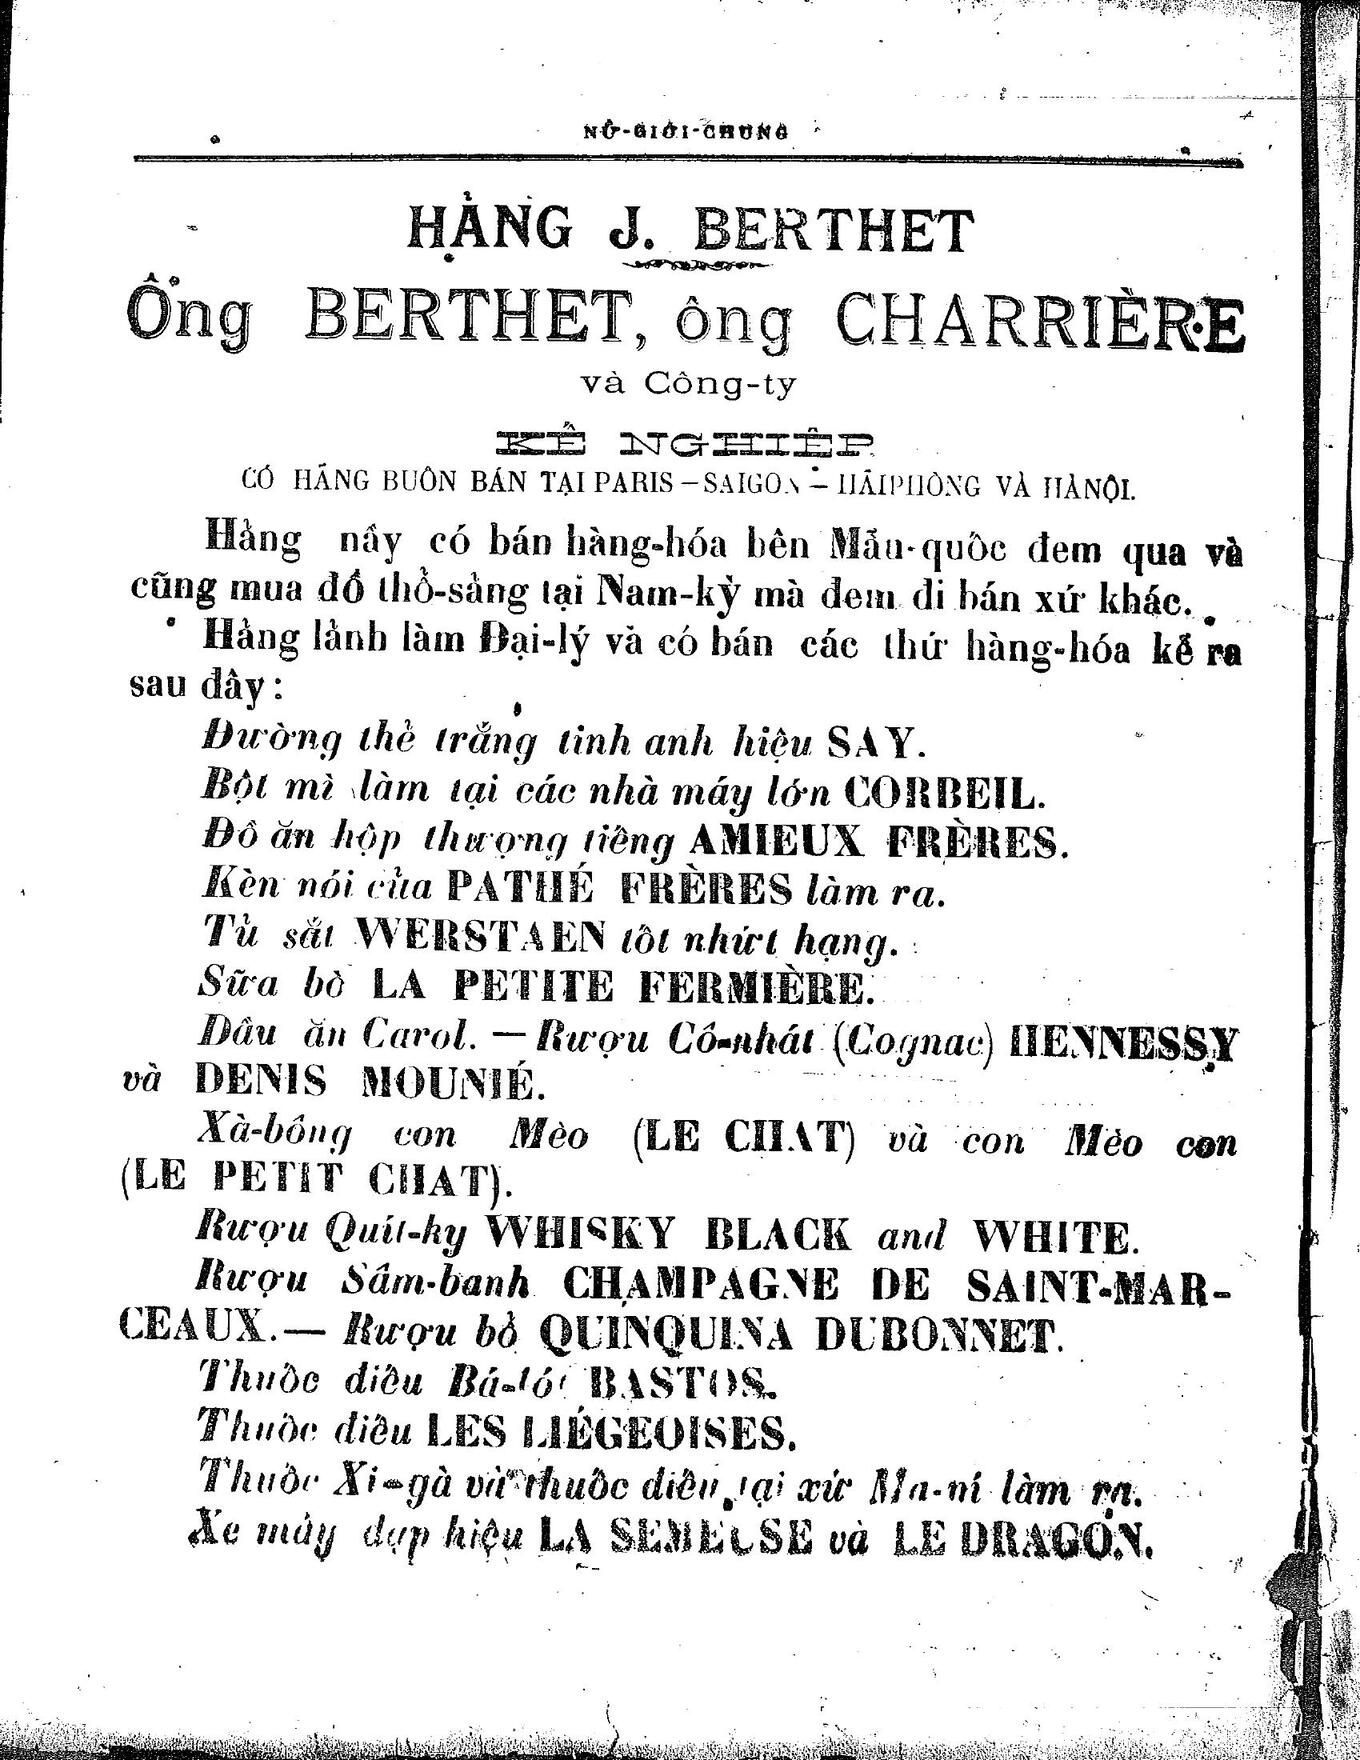 NỮ-GIỚI-CHUNG
HẢNG J. BERTHET
Ông BERTHET, ông CHARRIÈRE
và Công-ty
KẾ NGHIỆP
CÓ HÃNG BUÔN BÁN TẠI PARIS – SAIGON – HẢIPHÒNG VÀ HÀNỘI.
Hảng nầy có bán hàng-hóa bên Mẫu-quôc đem qua và
cũng mua đồ thổ-sảng tại Nam-kỳ mà đem đi bán xứ khác.
Hảng lảnh làm Đại-lý và có bán các thứ hàng-hóa kể ra
sau đây :
Đường thẻ trắng tinh anh hiệu SAY.
Bột mì làm tại các nhà máy lớn CORBEIL.
Đồ ăn hộp thượng tiếng AMIEUX FRÈRES.
Kèn nói của PATHÉ FRÈRES làm ra.
Tủ sắt WERSTAEN tôt nhứt hạng.
Sữa bò LA PETITE FERMIÈRE.
Dầu ăn Carol. — Rượu Cô-nhát (Cognac) HENNESSY
và DENIS MOUNIÉ.
Xà-bông con Mèo (LE CHAT) và con Mèo con
(LE PETIT CHAT).
Rượu Quít-ky WHISKY BLACK and WHITE.
Rượu Sâm-banh CHAMPAGNE DE SAINT-MAR-
CEAUX. — Rượu bổ QUINQUINA DUBONNET.
Thuốc điếu Bá-tó BASTOS.
Thuốc điếu LES LIÉGEOISES.
Thuốc Xi-gà và thuốc điếu tại xứ Ma-ní làm ra.
Xe máy đạp hiệu LA SEMEUSE và LE DRAGON.